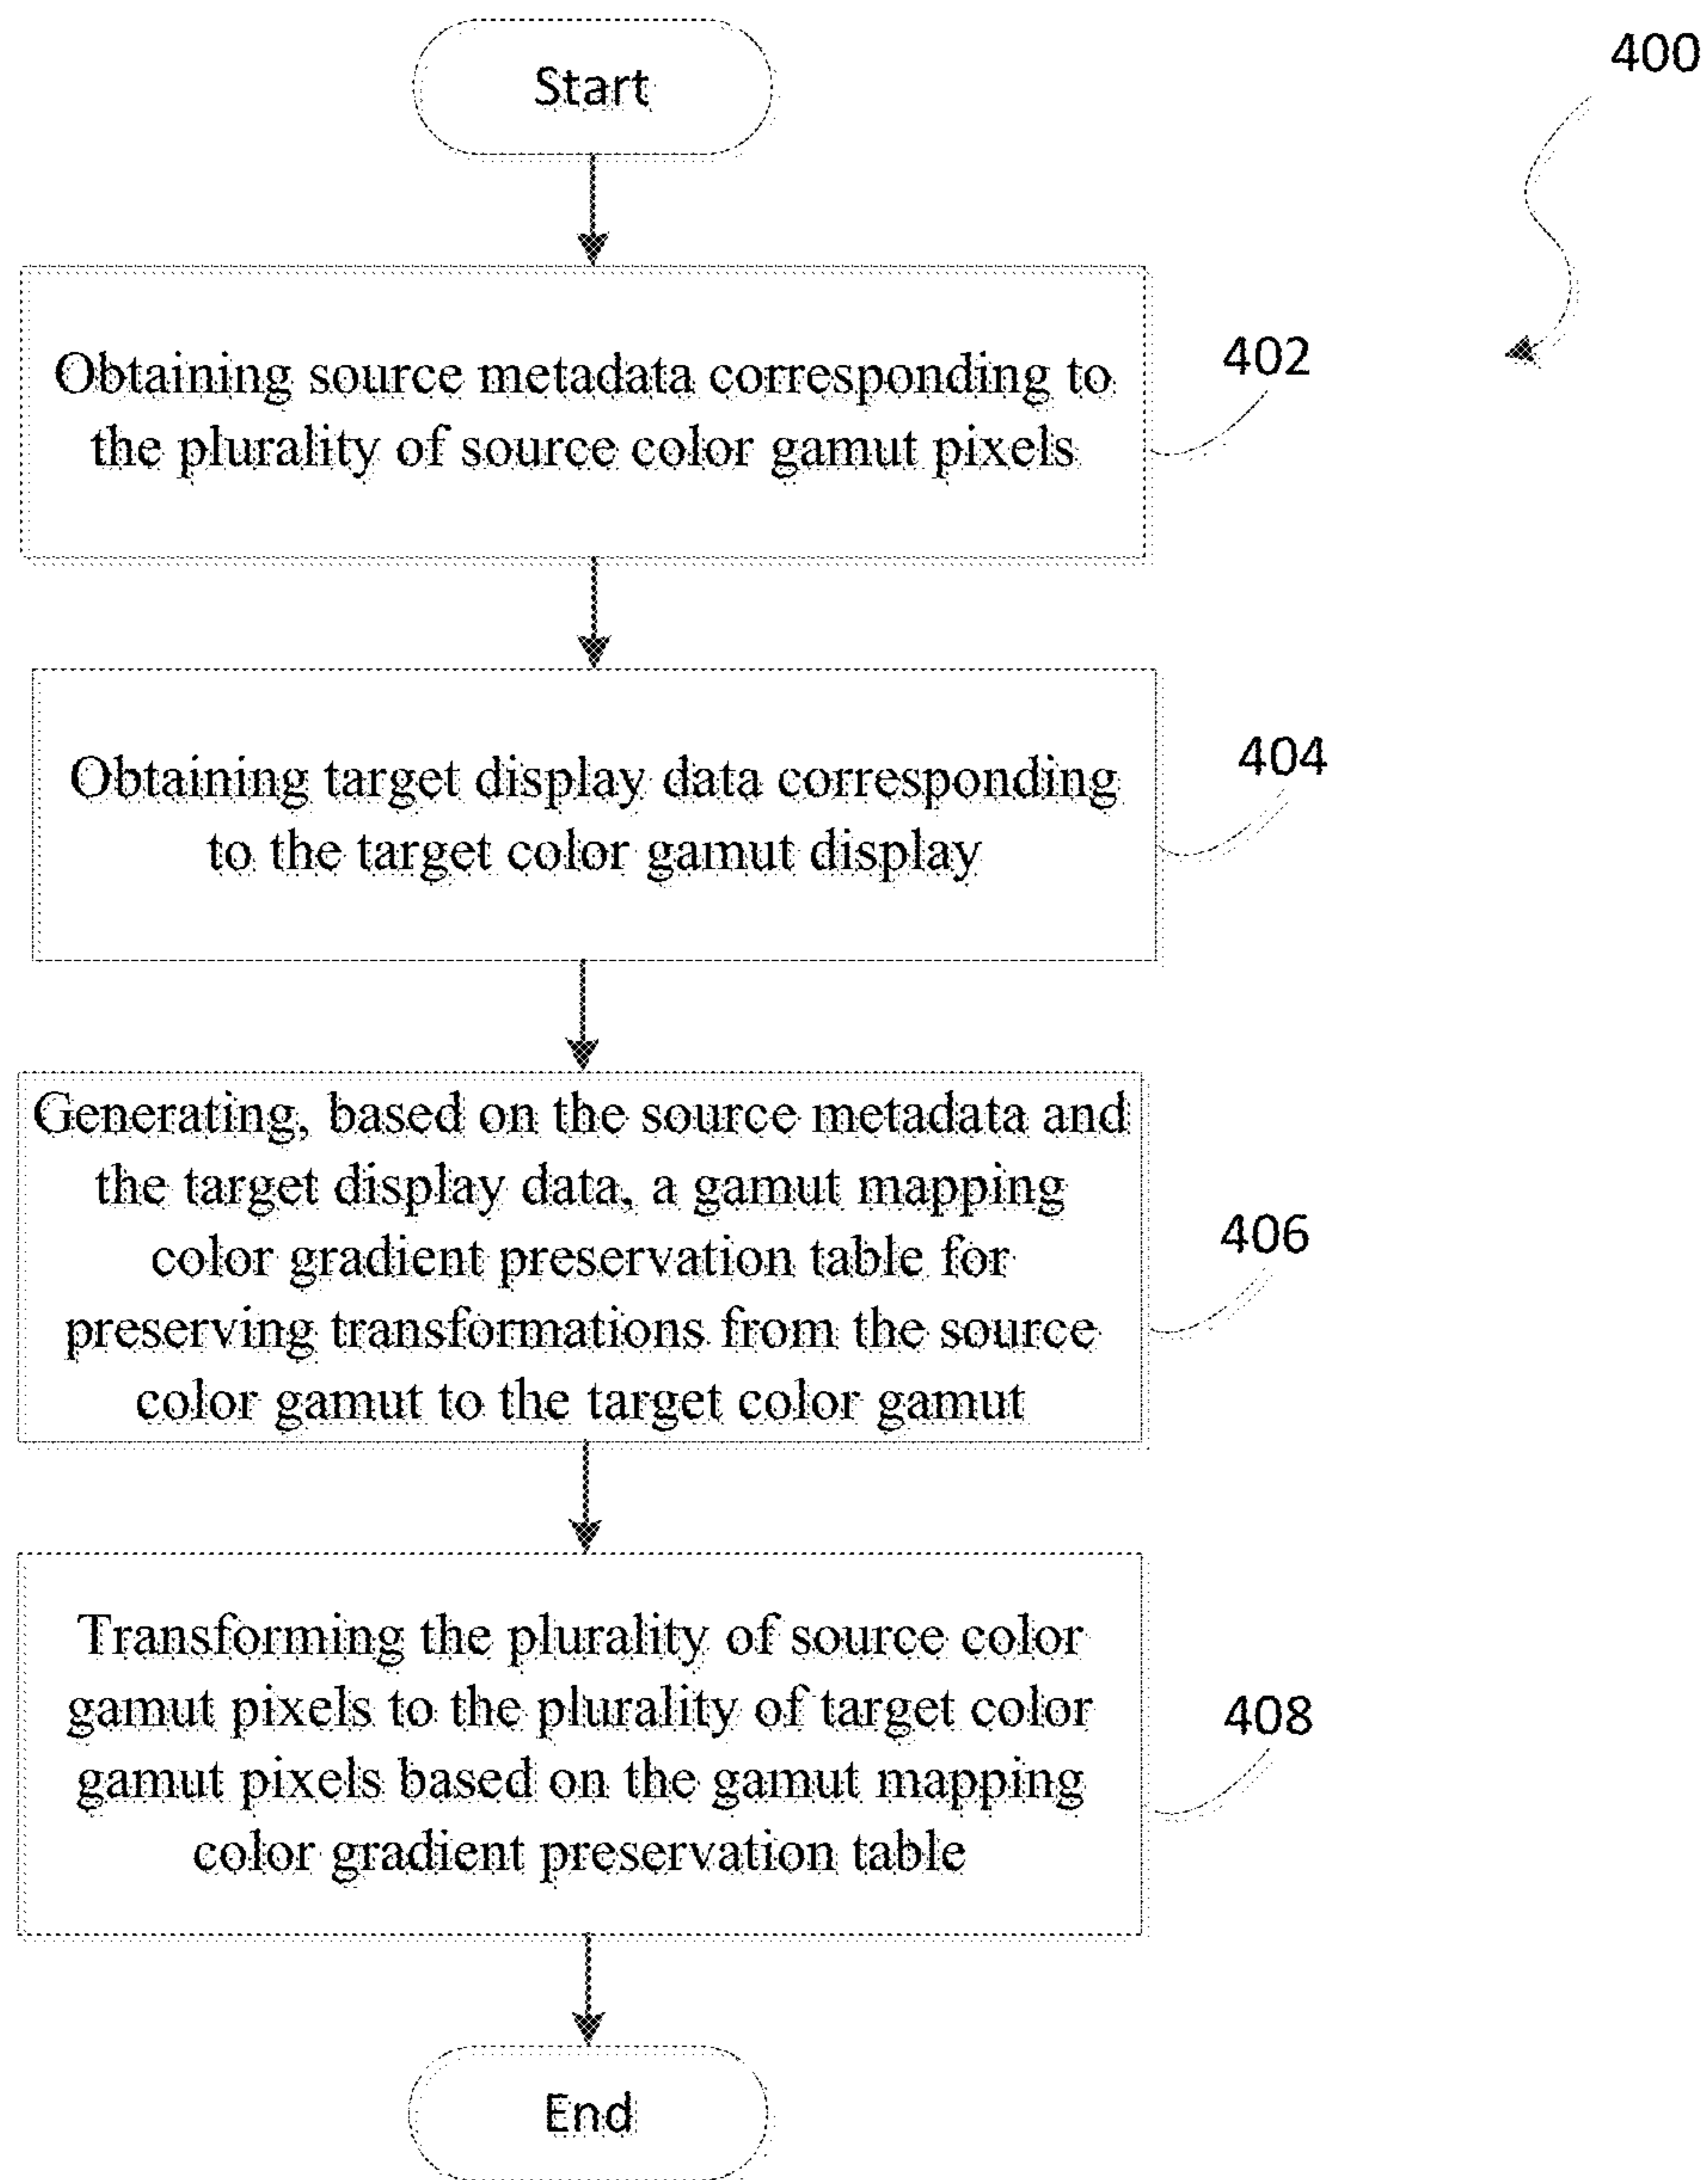 Start
400
Obtaining source metadata corresponding to
the plurality of source color gamut pixels
402
Obtaining target display data corresponding
to the target color gamut display
404
Generating, based on the source metadata and
the target display data, a gamut mapping
color gradient preservation table for
preserving transformations from the source
color gamut to the target color gamut
406
Transforming the plurality of source color
gamut pixels to the plurality of target color
gamut pixels based on the gamut mapping
color gradient preservation table
408
End